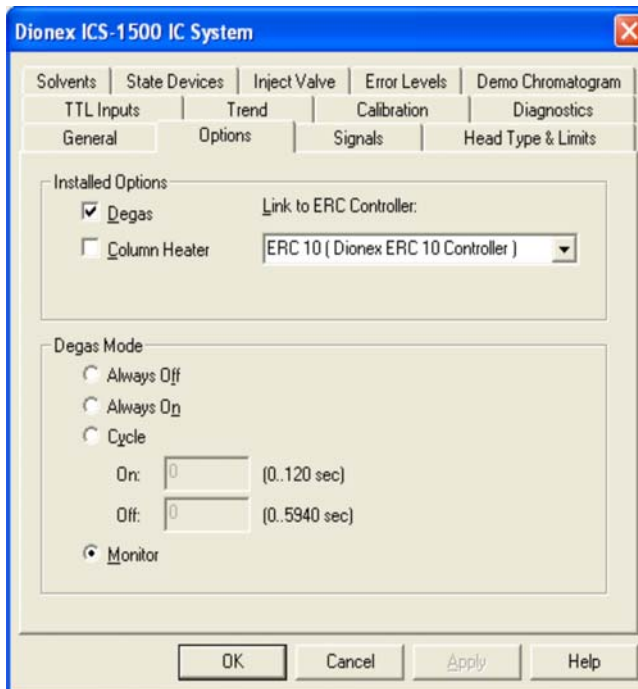 Dionex ICS-1500 IC System
Solvents State Devices Inject Valve Error Levels Demo Chromatogram
TTL Inputs Trend Calibration Diagnostics
General Options Signals Head Type & Limits
Installed Options
Degas Link to ERC Controller:
Column Heater ERC 10 ( Dionex ERC 10 Controller )
Degas Mode
Always Off
Always On
Cycle
On: 0 (0..120 sec)
Off: 0 (0..5940 sec)
Monitor
OK Cancel Apply Help